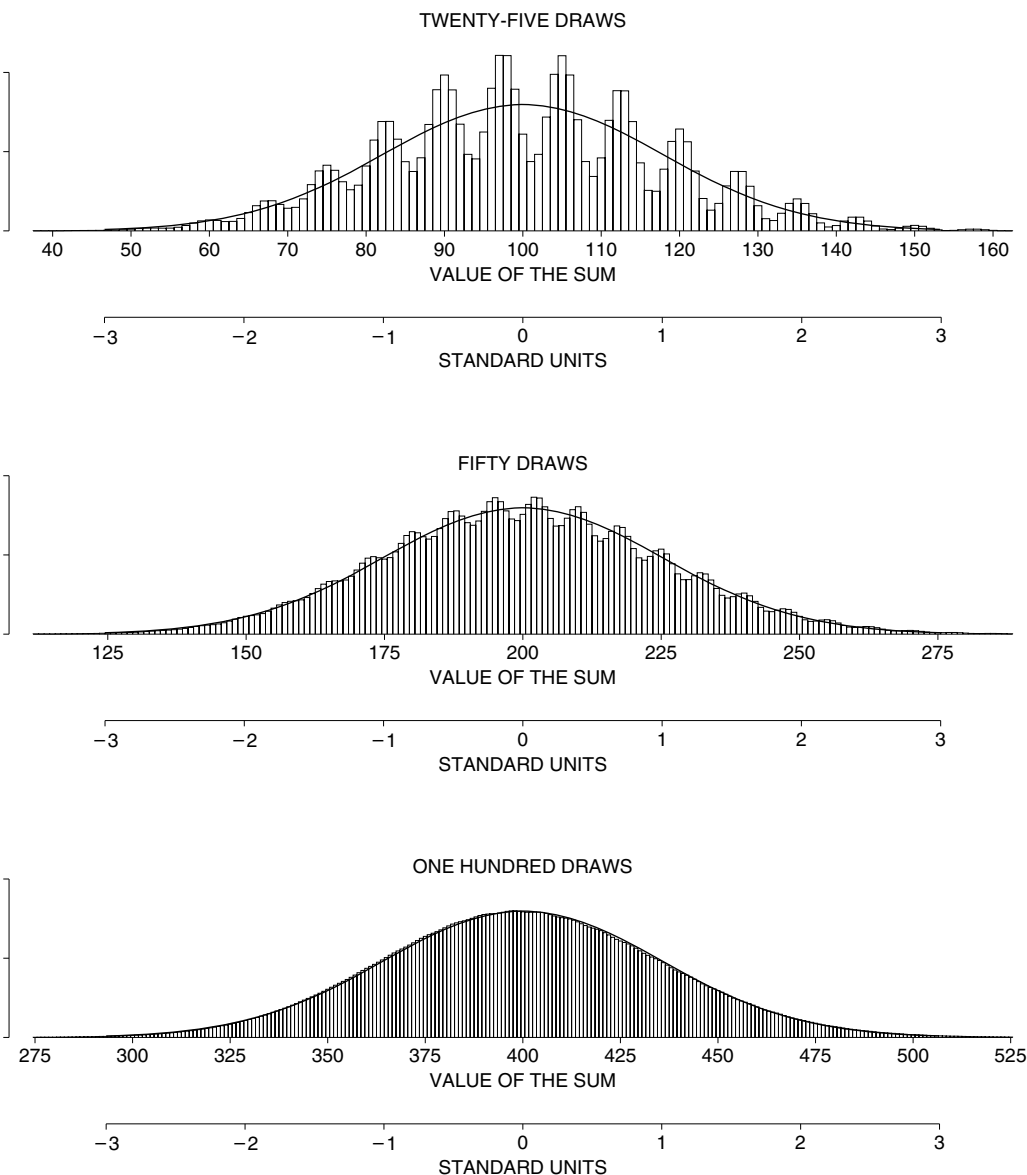 TWENTY-FIVE DRAWS
40 50 60 70 80 90 100 110 120 130 140 150 160
VALUE OF THE SUM
−3 −2 −1 0 1 2 3
STANDARD UNITS
FIFTY DRAWS
125 150 175 200 225 250 275
VALUE OF THE SUM
−3 −2 −1 0 1 2 3
STANDARD UNITS
ONE HUNDRED DRAWS
275 300 325 350 375 400 425 450 475 500 525
VALUE OF THE SUM
−3 −2 −1 0 1 2 3
STANDARD UNITS